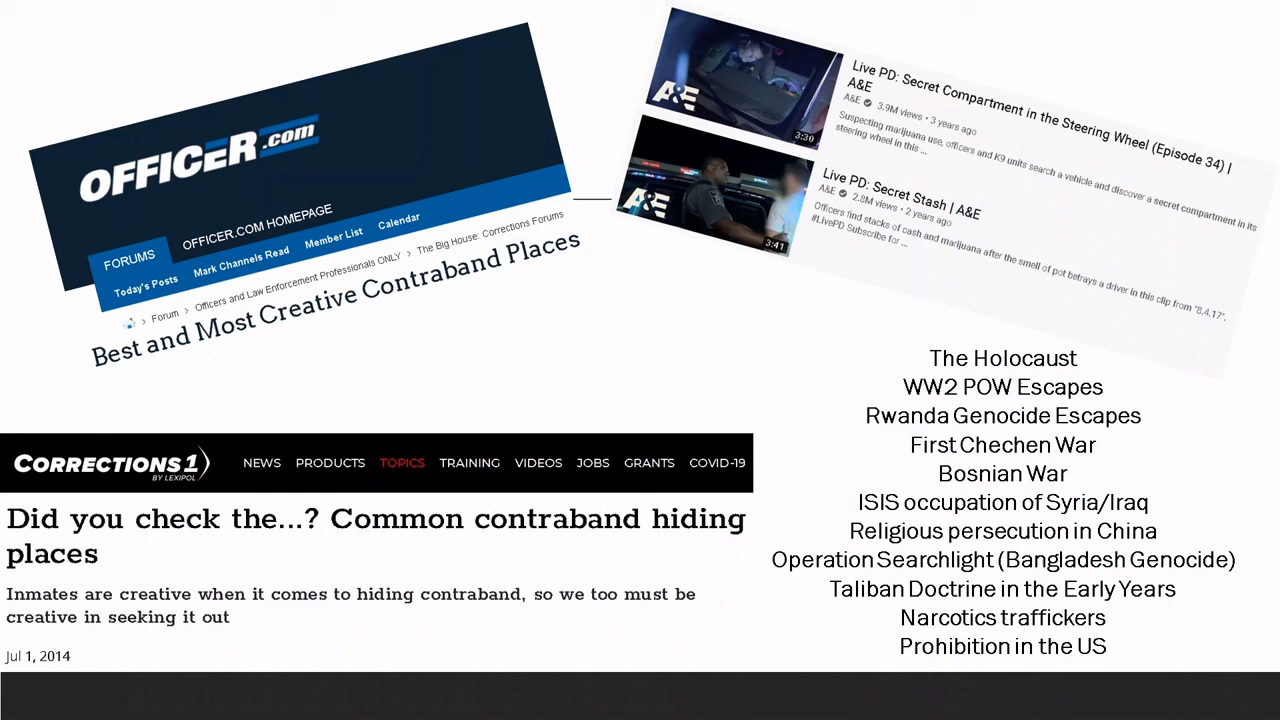 OFFICER.com
OFFICER.COM HOMEPAGE
FORUMS
Today's Posts Mark Channels Read Member List Calendar
Forum > Officers and Law Enforcement Professionals ONLY > The Big House: Corrections Forums
Best and Most Creative Contraband Places
A&E
3:30
Live PD: Secret Compartment in the Steering Wheel (Episode 34) |
A&E
A&E 3.9M views • 3 years ago
Suspecting marijuana use, officers and K9 units search a vehicle and discover a secret compartment in its
steering wheel in this ...
A&E
3:41
Live PD: Secret Stash | A&E
A&E 2.8M views • 2 years ago
Officers find stacks of cash and marijuana after the smell of pot betrays a driver in this clip from "8.4.17".
#LivePD Subscribe for ...
CORRECTIONS1
BY LEXIPOL
NEWS PRODUCTS TOPICS TRAINING VIDEOS JOBS GRANTS COVID-19
Did you check the...? Common contraband hiding
places
Inmates are creative when it comes to hiding contraband, so we too must be
creative in seeking it out
Jul 1, 2014
The Holocaust
WW2 POW Escapes
Rwanda Genocide Escapes
First Chechen War
Bosnian War
ISIS occupation of Syria/Iraq
Religious persecution in China
Operation Searchlight (Bangladesh Genocide)
Taliban Doctrine in the Early Years
Narcotics traffickers
Prohibition in the US